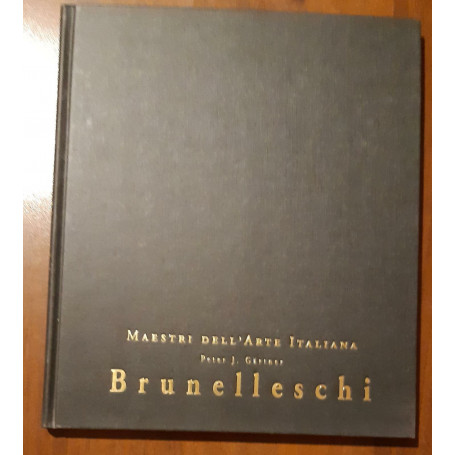 MAESTRI DELL'ARTE ITALIANA
Peter J. Gärtner
Brunelleschi